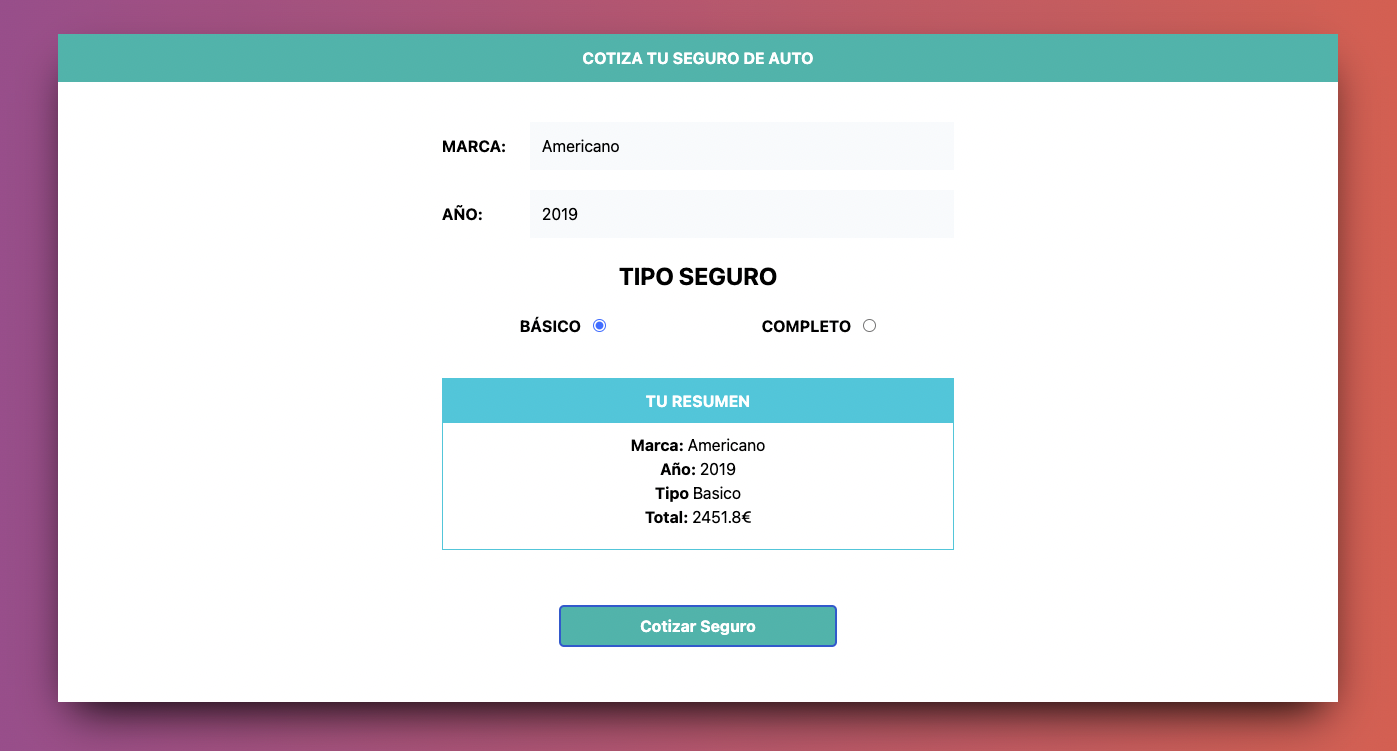 COTIZA TU SEGURO DE AUTO
MARCA: Americano
AÑO: 2019
TIPO SEGURO
BÁSICO COMPLETO
TU RESUMEN
Marca: Americano
Año: 2019
Tipo Basico
Total: 2451.8€
Cotizar Seguro